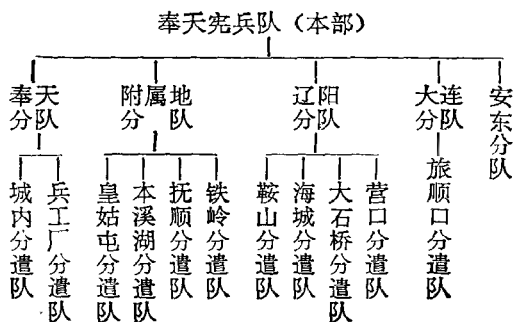 奉天宪兵队（本部）
奉天分队
附属地分队
辽阳分队
大连分队
安东分队
城内分遣队
兵工厂分遣队
皇姑屯分遣队
本溪湖分遣队
抚顺分遣队
铁岭分遣队
鞍山分遣队
海城分遣队
大石桥分遣队
营口分遣队
旅顺口分遣队